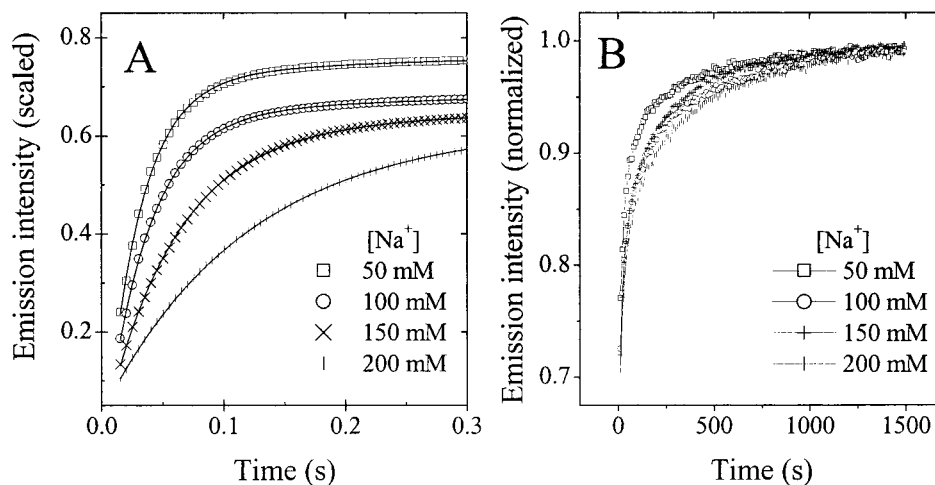 A
Emission intensity (scaled)
0.8
0.6
0.4
0.2
0.0
0.1
0.2
0.3
Time (s)
[Na+]
50 mM
100 mM
150 mM
200 mM
B
Emission intensity (normalized)
1.0
0.9
0.8
0.7
0
500
1000
1500
Time (s)
[Na+]
50 mM
100 mM
150 mM
200 mM